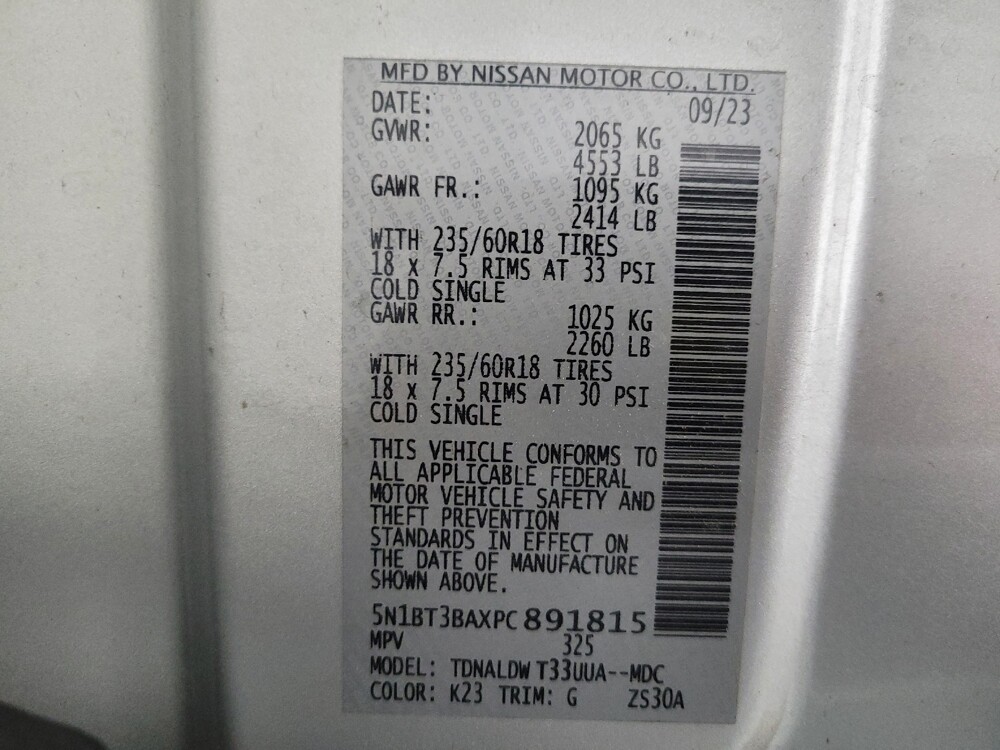 MFD BY NISSAN MOTOR CO., LTD.
DATE: 09/23
GVWR: 2065 KG
4553 LB
GAWR FR.: 1095 KG
2414 LB
WITH 235/60R18 TIRES
18 x 7.5 RIMS AT 33 PSI
COLD SINGLE
GAWR RR.: 1025 KG
2260 LB
WITH 235/60R18 TIRES
18 x 7.5 RIMS AT 30 PSI
COLD SINGLE
THIS VEHICLE CONFORMS TO
ALL APPLICABLE FEDERAL
MOTOR VEHICLE SAFETY AND
THEFT PREVENTION
STANDARDS IN EFFECT ON
THE DATE OF MANUFACTURE
SHOWN ABOVE.
5N1BT3BAXPC891815
MPV 325
MODEL: TDNALDW T33UUA--MDC
COLOR: K23 TRIM: G ZS30A